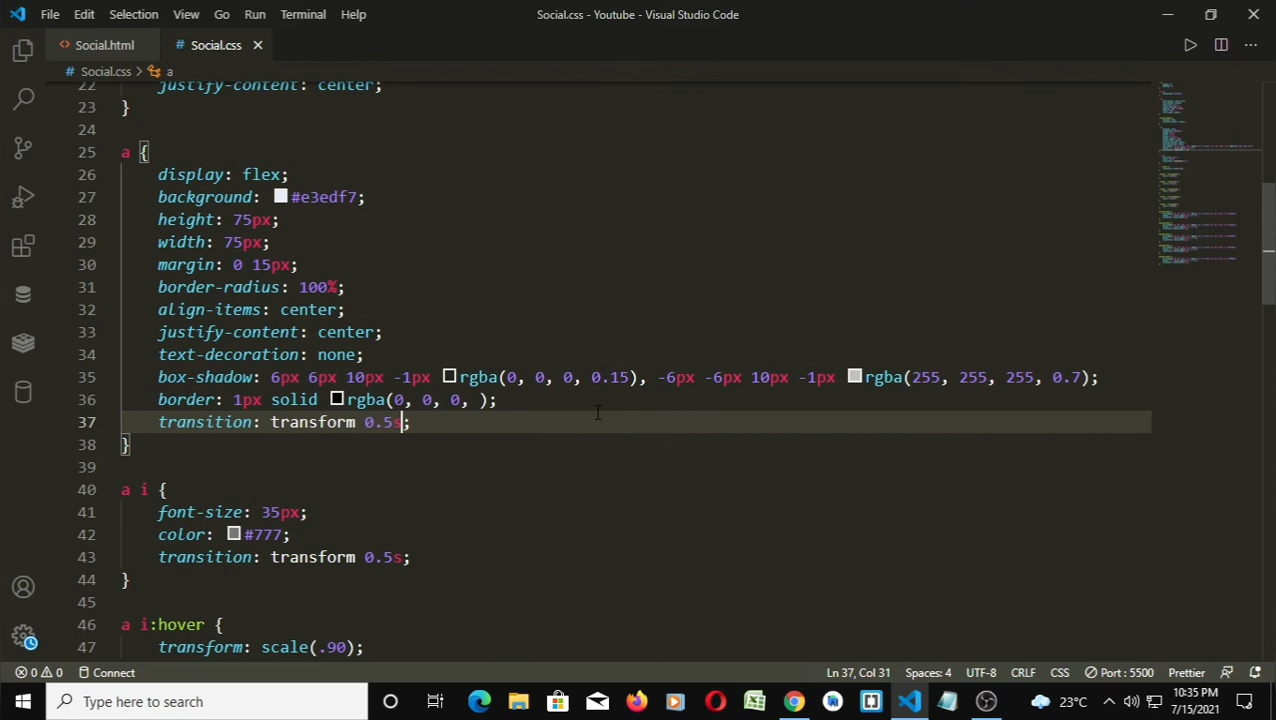 File Edit Selection View Go Run Terminal Help
Social.css - Youtube - Visual Studio Code
Social.html
# Social.css
# Social.css > a
22 justify-content: center;
23 }
24
25 a {
26 display: flex;
27 background: #e3edf7;
28 height: 75px;
29 width: 75px;
30 margin: 0 15px;
31 border-radius: 100%;
32 align-items: center;
33 justify-content: center;
34 text-decoration: none;
35 box-shadow: 6px 6px 10px -1px rgba(0, 0, 0, 0.15), -6px -6px 10px -1px rgba(255, 255, 255, 0.7);
36 border: 1px solid rgba(0, 0, 0, );
37 transition: transform 0.5s;
38 }
39
40 a i {
41 font-size: 35px;
42 color: #777;
43 transition: transform 0.5s;
44 }
45
46 a i:hover {
47 transform: scale(.90);
0 0 Connect
Ln 37, Col 31 Spaces: 4 UTF-8 CRLF CSS Port : 5500 Prettier
Type here to search
23°C
10:35 PM
7/15/2021